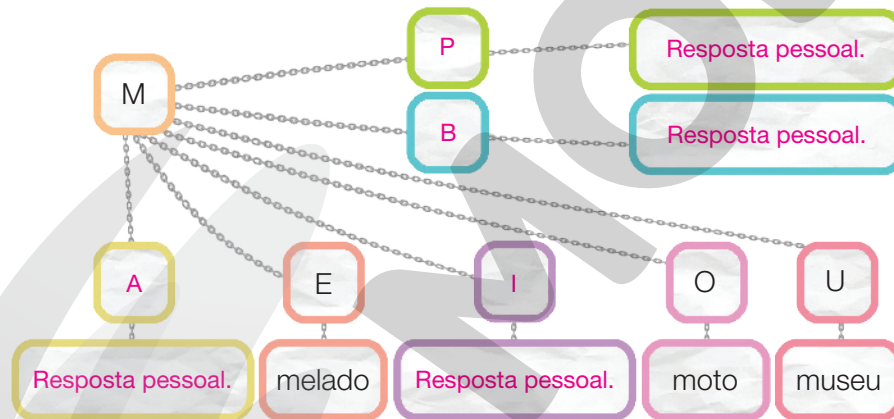 P Resposta pessoal.
M
B Resposta pessoal.
A E I O U
Resposta pessoal. melado Resposta pessoal. moto museu